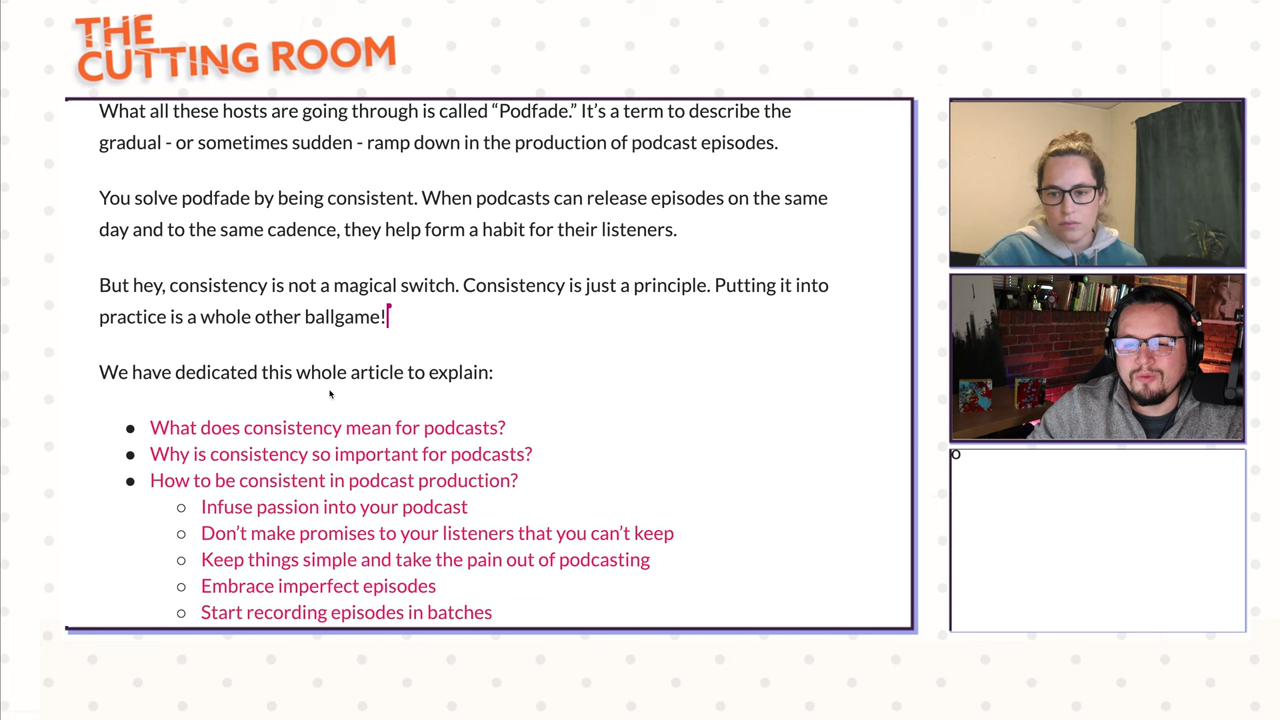 THE
CUTTING ROOM
What all these hosts are going through is called “Podfade.” It’s a term to describe the
gradual - or sometimes sudden - ramp down in the production of podcast episodes.
You solve podfade by being consistent. When podcasts can release episodes on the same
day and to the same cadence, they help form a habit for their listeners.
But hey, consistency is not a magical switch. Consistency is just a principle. Putting it into
practice is a whole other ballgame!
We have dedicated this whole article to explain:
● What does consistency mean for podcasts?
● Why is consistency so important for podcasts?
● How to be consistent in podcast production?
○ Infuse passion into your podcast
○ Don’t make promises to your listeners that you can’t keep
○ Keep things simple and take the pain out of podcasting
○ Embrace imperfect episodes
○ Start recording episodes in batches
o